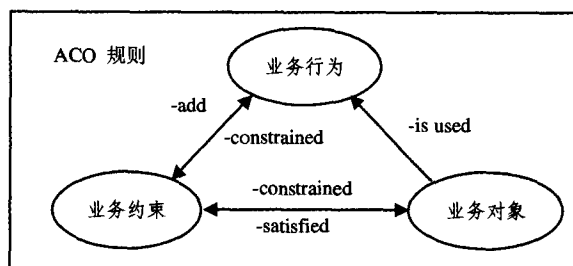 ACO 规则
业务行为
-add
-is used
-constrained
-constrained
业务约束
业务对象
-satisfied